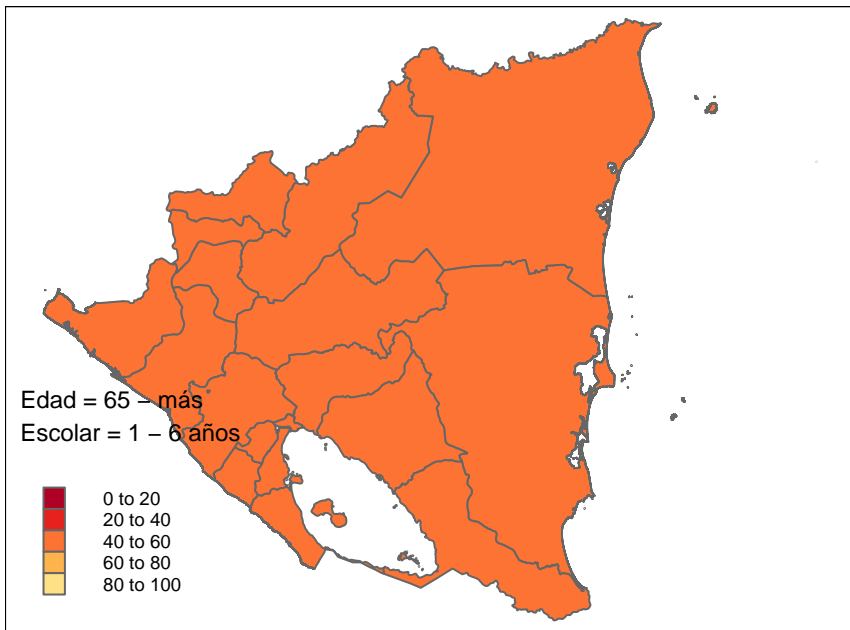 Edad = 65 – más
Escolar = 1 – 6 años
0 to 20
20 to 40
40 to 60
60 to 80
80 to 100